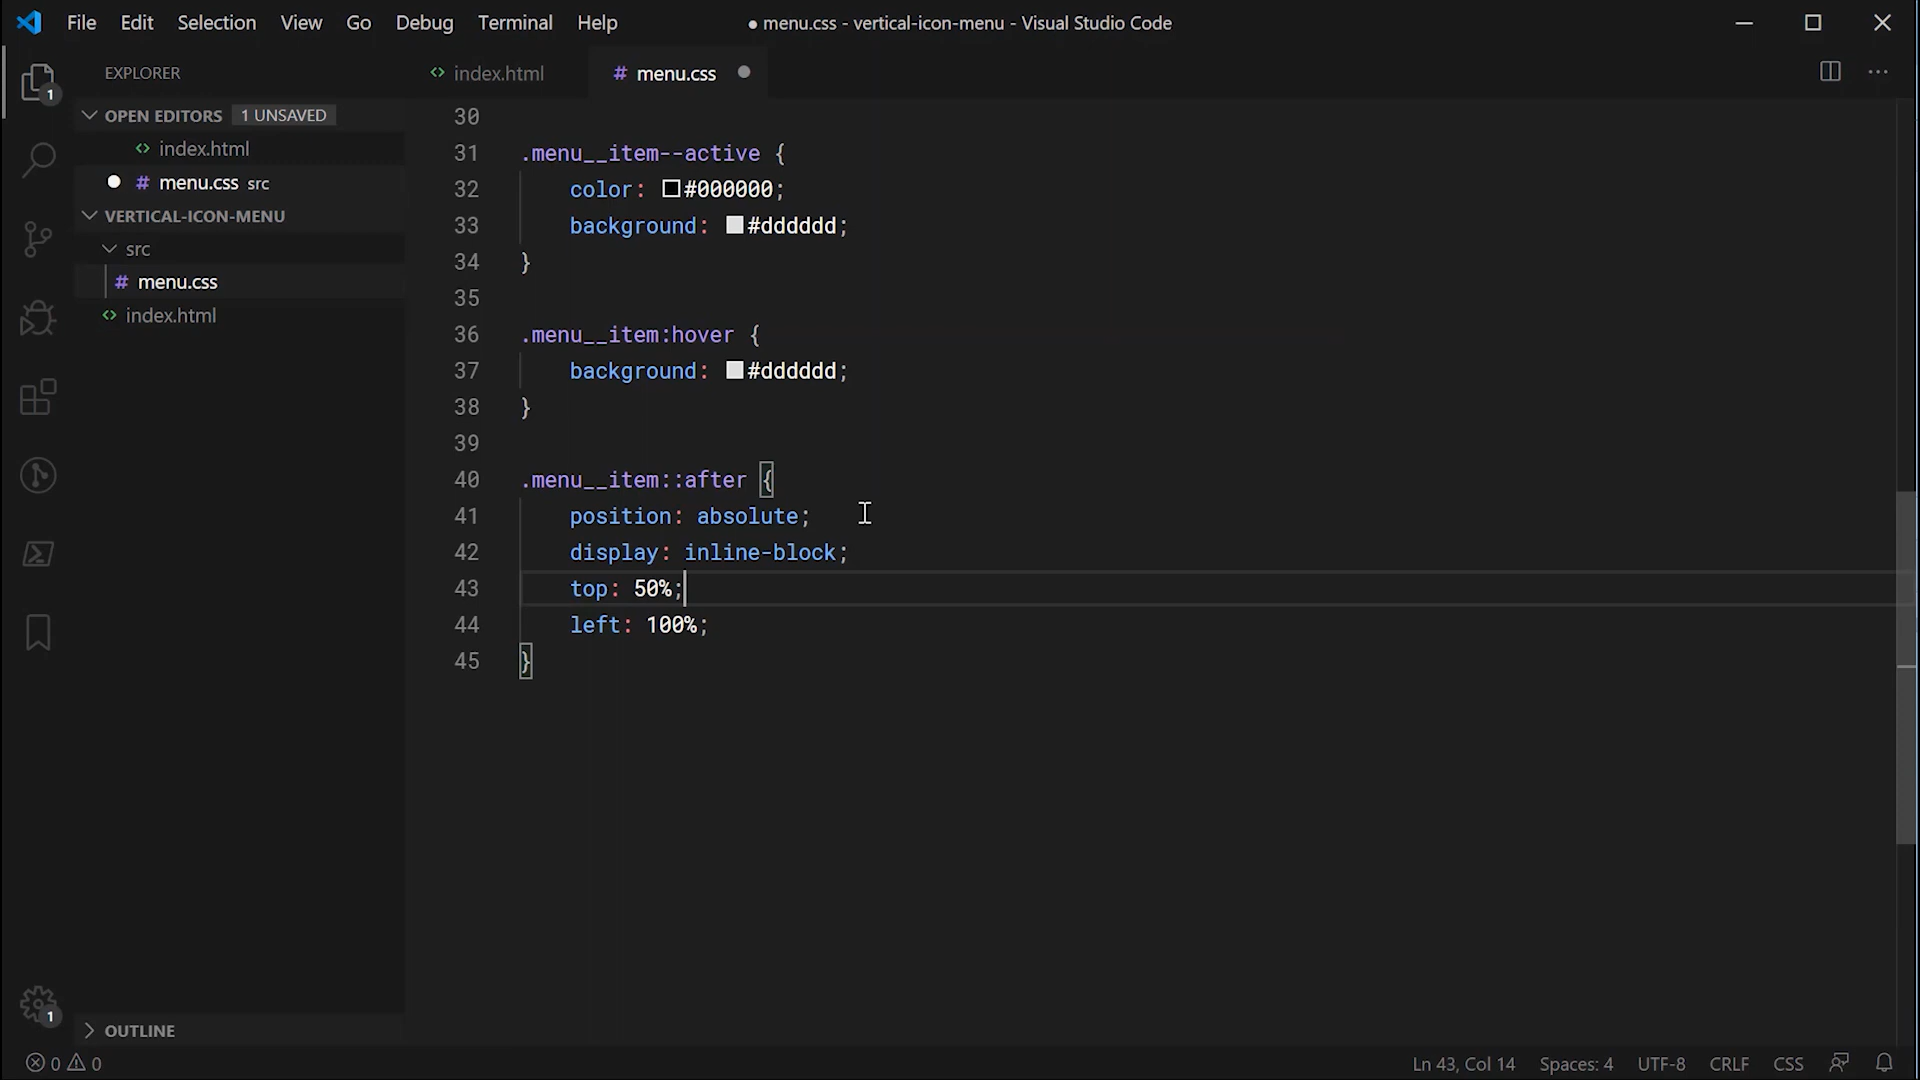 File Edit Selection View Go Debug Terminal Help
● menu.css - vertical-icon-menu - Visual Studio Code
EXPLORER
OPEN EDITORS 1 UNSAVED
index.html
# menu.css src
VERTICAL-ICON-MENU
src
# menu.css
index.html
OUTLINE
1
1
index.html
# menu.css
30
31 .menu__item--active {
32 color: #000000;
33 background: #dddddd;
34 }
35
36 .menu__item:hover {
37 background: #dddddd;
38 }
39
40 .menu__item::after {
41 position: absolute;
42 display: inline-block;
43 top: 50%;
44 left: 100%;
45 }
0 0
Ln 43, Col 14 Spaces: 4 UTF-8 CRLF CSS